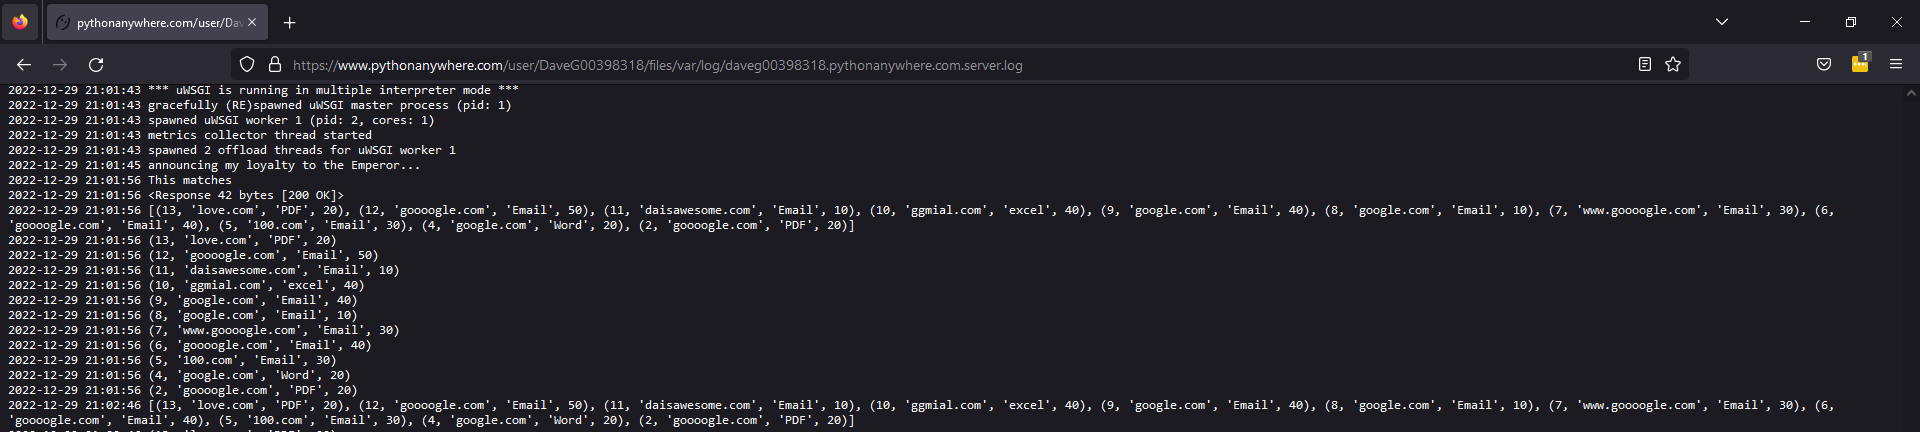 pythonanywhere.com/user/Dav
https://www.pythonanywhere.com/user/DaveG00398318/files/var/log/daveg00398318.pythonanywhere.com.server.log
1
2022-12-29 21:01:43 *** uWSGI is running in multiple interpreter mode ***
2022-12-29 21:01:43 gracefully (RE)spawned uWSGI master process (pid: 1)
2022-12-29 21:01:43 spawned uWSGI worker 1 (pid: 2, cores: 1)
2022-12-29 21:01:43 metrics collector thread started
2022-12-29 21:01:43 spawned 2 offload threads for uWSGI worker 1
2022-12-29 21:01:45 announcing my loyalty to the Emperor...
2022-12-29 21:01:56 This matches
2022-12-29 21:01:56 <Response 42 bytes [200 OK]>
2022-12-29 21:01:56 [(13, 'love.com', 'PDF', 20), (12, 'goooogle.com', 'Email', 50), (11, 'daisawesome.com', 'Email', 10), (10, 'ggmial.com', 'excel', 40), (9, 'google.com', 'Email', 40), (8, 'google.com', 'Email', 10), (7, 'www.goooogle.com', 'Email', 30), (6,
'goooogle.com', 'Email', 40), (5, '100.com', 'Email', 30), (4, 'google.com', 'Word', 20), (2, 'goooogle.com', 'PDF', 20)]
2022-12-29 21:01:56 (13, 'love.com', 'PDF', 20)
2022-12-29 21:01:56 (12, 'goooogle.com', 'Email', 50)
2022-12-29 21:01:56 (11, 'daisawesome.com', 'Email', 10)
2022-12-29 21:01:56 (10, 'ggmial.com', 'excel', 40)
2022-12-29 21:01:56 (9, 'google.com', 'Email', 40)
2022-12-29 21:01:56 (8, 'google.com', 'Email', 10)
2022-12-29 21:01:56 (7, 'www.goooogle.com', 'Email', 30)
2022-12-29 21:01:56 (6, 'goooogle.com', 'Email', 40)
2022-12-29 21:01:56 (5, '100.com', 'Email', 30)
2022-12-29 21:01:56 (4, 'google.com', 'Word', 20)
2022-12-29 21:01:56 (2, 'goooogle.com', 'PDF', 20)
2022-12-29 21:02:46 [(13, 'love.com', 'PDF', 20), (12, 'goooogle.com', 'Email', 50), (11, 'daisawesome.com', 'Email', 10), (10, 'ggmial.com', 'excel', 40), (9, 'google.com', 'Email', 40), (8, 'google.com', 'Email', 10), (7, 'www.goooogle.com', 'Email', 30), (6,
'goooogle.com', 'Email', 40), (5, '100.com', 'Email', 30), (4, 'google.com', 'Word', 20), (2, 'goooogle.com', 'PDF', 20)]